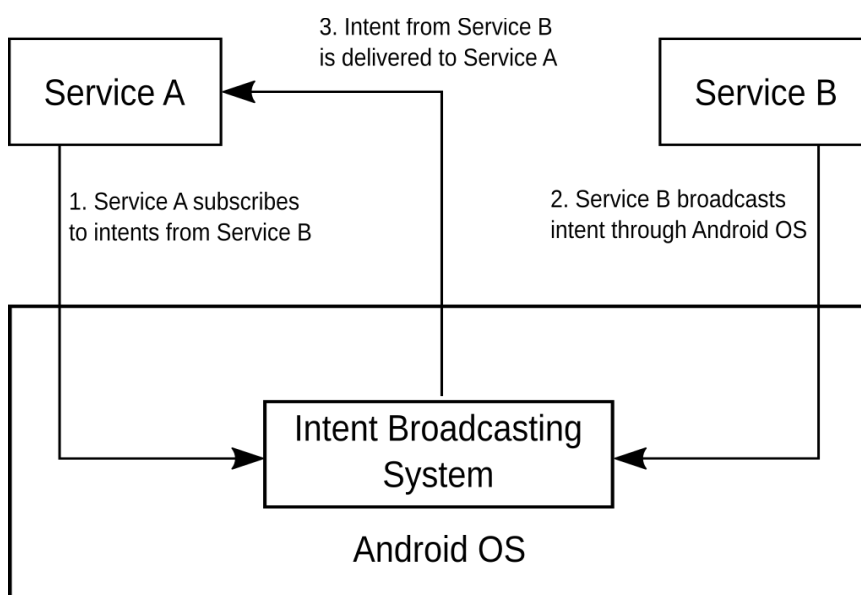 3. Intent from Service B
is delivered to Service A
Service A
Service B
1. Service A subscribes
to intents from Service B
2. Service B broadcasts
intent through Android OS
Intent Broadcasting
System
Android OS